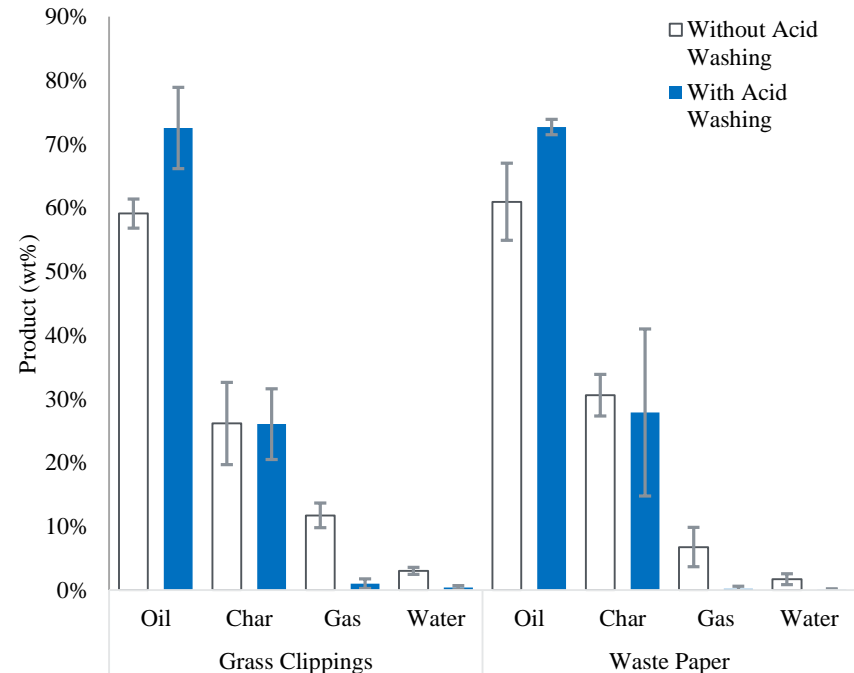 90%
80%
70%
60%
50%
40%
30%
20%
10%
0%
Product (wt%)
Without Acid
Washing
With Acid
Washing
Oil Char Gas Water Oil Char Gas Water
Grass Clippings Waste Paper